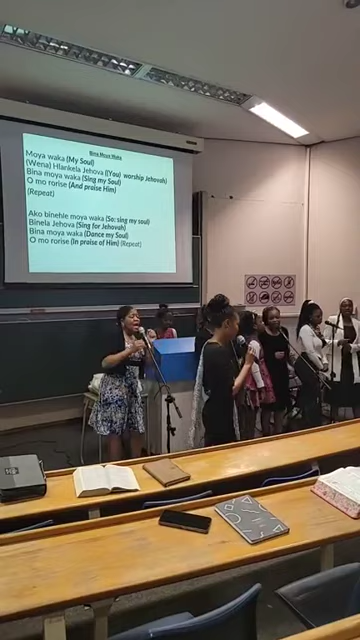 Bina Moya Waka
Moya waka (My Soul)
(Wena) Hlankela Jehova ((You) worship Jehovah)
Bina moya waka (Sing my Soul)
O mo rorise (And praise Him)
(Repeat)
Ako binehle moya waka (So: sing my soul)
Binela Jehova (Sing for Jehovah)
Bina moya waka (Dance my Soul)
O mo rorise (In praise of Him) (Repeat)